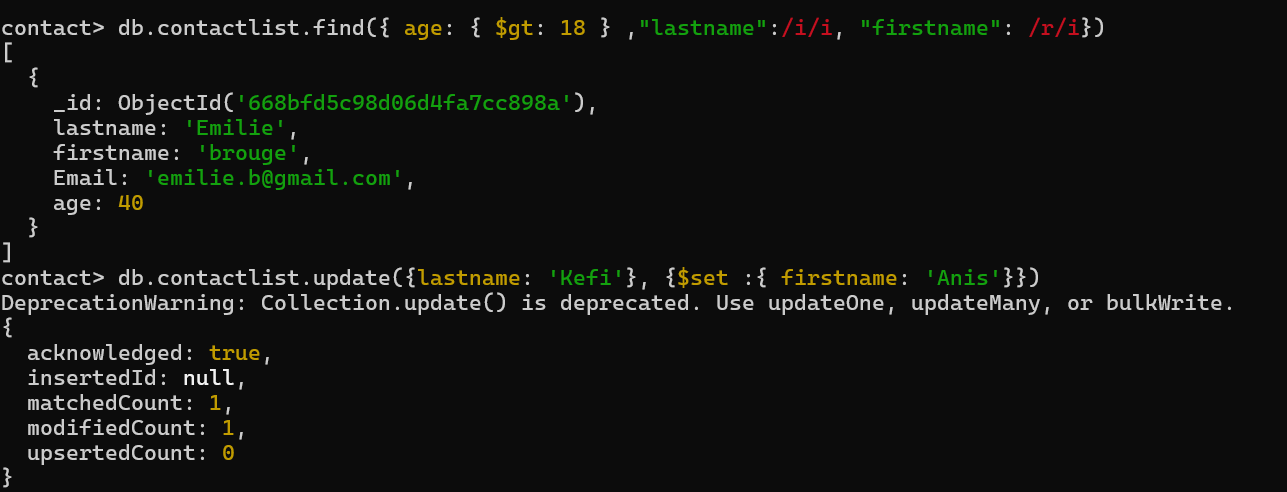 contact> db.contactlist.find({ age: { $gt: 18 } ,"lastname":/i/i, "firstname": /r/i})
[
  {
    _id: ObjectId('668bfd5c98d06d4fa7cc898a'),
    lastname: 'Emilie',
    firstname: 'brouge',
    Email: 'emilie.b@gmail.com',
    age: 40
  }
]
contact> db.contactlist.update({lastname: 'Kefi'}, {$set :{ firstname: 'Anis'}})
DeprecationWarning: Collection.update() is deprecated. Use updateOne, updateMany, or bulkWrite.
{
  acknowledged: true,
  insertedId: null,
  matchedCount: 1,
  modifiedCount: 1,
  upsertedCount: 0
}